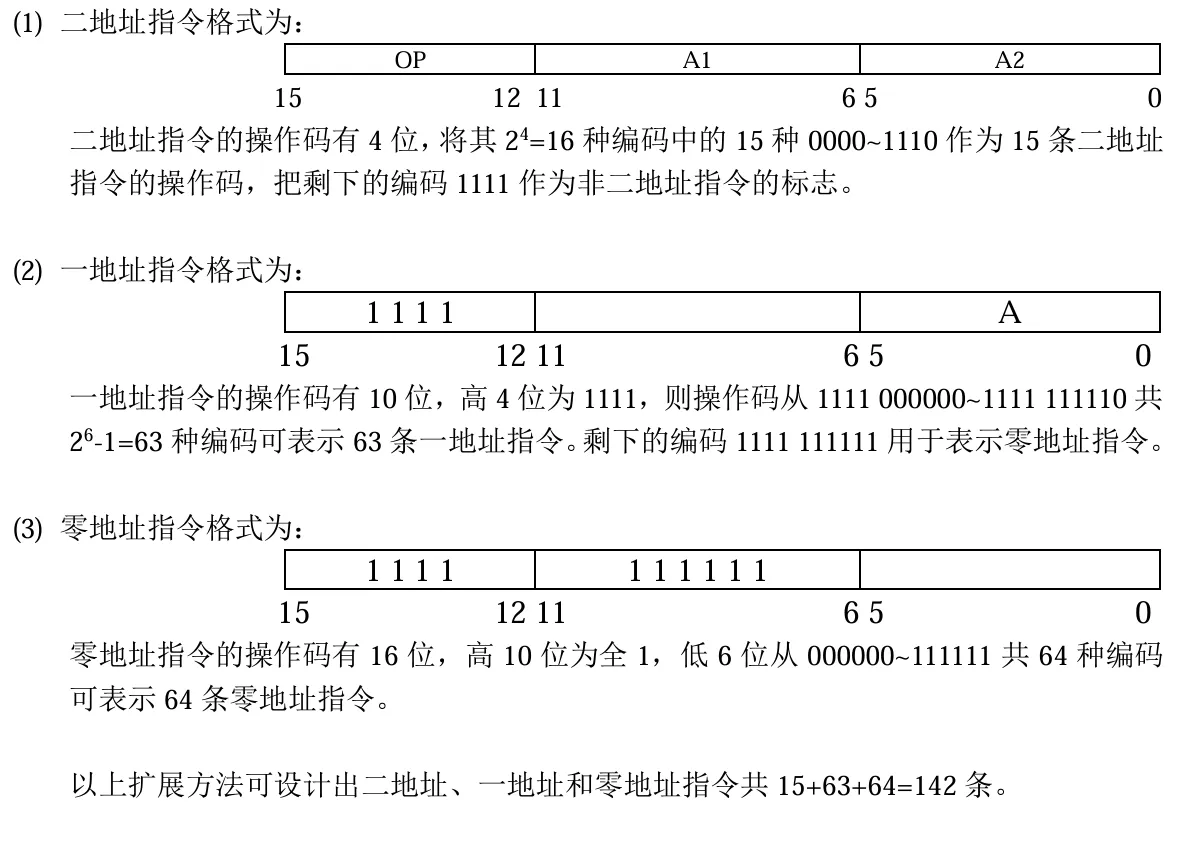 (1) 二地址指令格式为：
OP A1 A2
15 12 11 6 5 0
二地址指令的操作码有 4 位，将其 2⁴=16 种编码中的 15 种 0000~1110 作为 15 条二地址
指令的操作码，把剩下的编码 1111 作为非二地址指令的标志。
(2) 一地址指令格式为：
1 1 1 1 A
15 12 11 6 5 0
一地址指令的操作码有 10 位，高 4 位为 1111，则操作码从 1111 000000~1111 111110 共
2⁶-1=63 种编码可表示 63 条一地址指令。剩下的编码 1111 111111 用于表示零地址指令。
(3) 零地址指令格式为：
1 1 1 1 1 1 1 1 1 1
15 12 11 6 5 0
零地址指令的操作码有 16 位，高 10 位为全 1，低 6 位从 000000~111111 共 64 种编码
可表示 64 条零地址指令。
以上扩展方法可设计出二地址、一地址和零地址指令共 15+63+64=142 条。